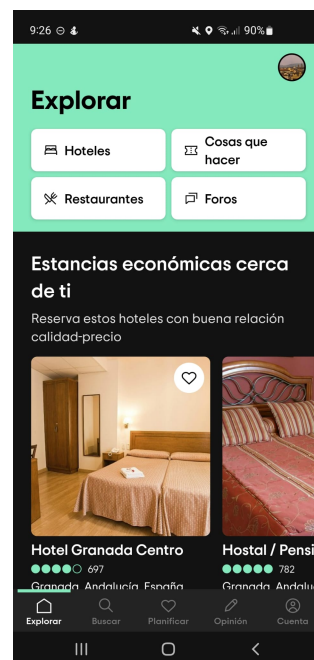 9:26 90%
Explorar
Hoteles
Cosas que
hacer
Restaurantes
Foros
Estancias económicas cerca
de ti
Reserva estos hoteles con buena relación
calidad-precio
Hotel Granada Centro
697
Granada, Andalucía, España
Hostal / Pensi
782
Granada, Andalu
Explorar Buscar Planificar Opinión Cuenta